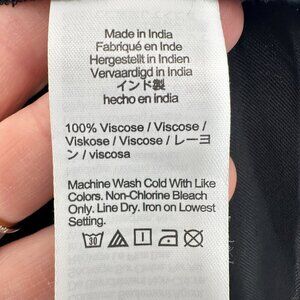 Made in India
Fabriqué en Inde
Hergestellt in Indien
Vervaardigd in India
インド製
hecho en india
100% Viscose / Viscose /
Viskose / Viscose / レーヨ
ン / viscosa
Machine Wash Cold With Like
Colors. Non-Chlorine Bleach
Only. Line Dry. Iron on Lowest
Setting.
30